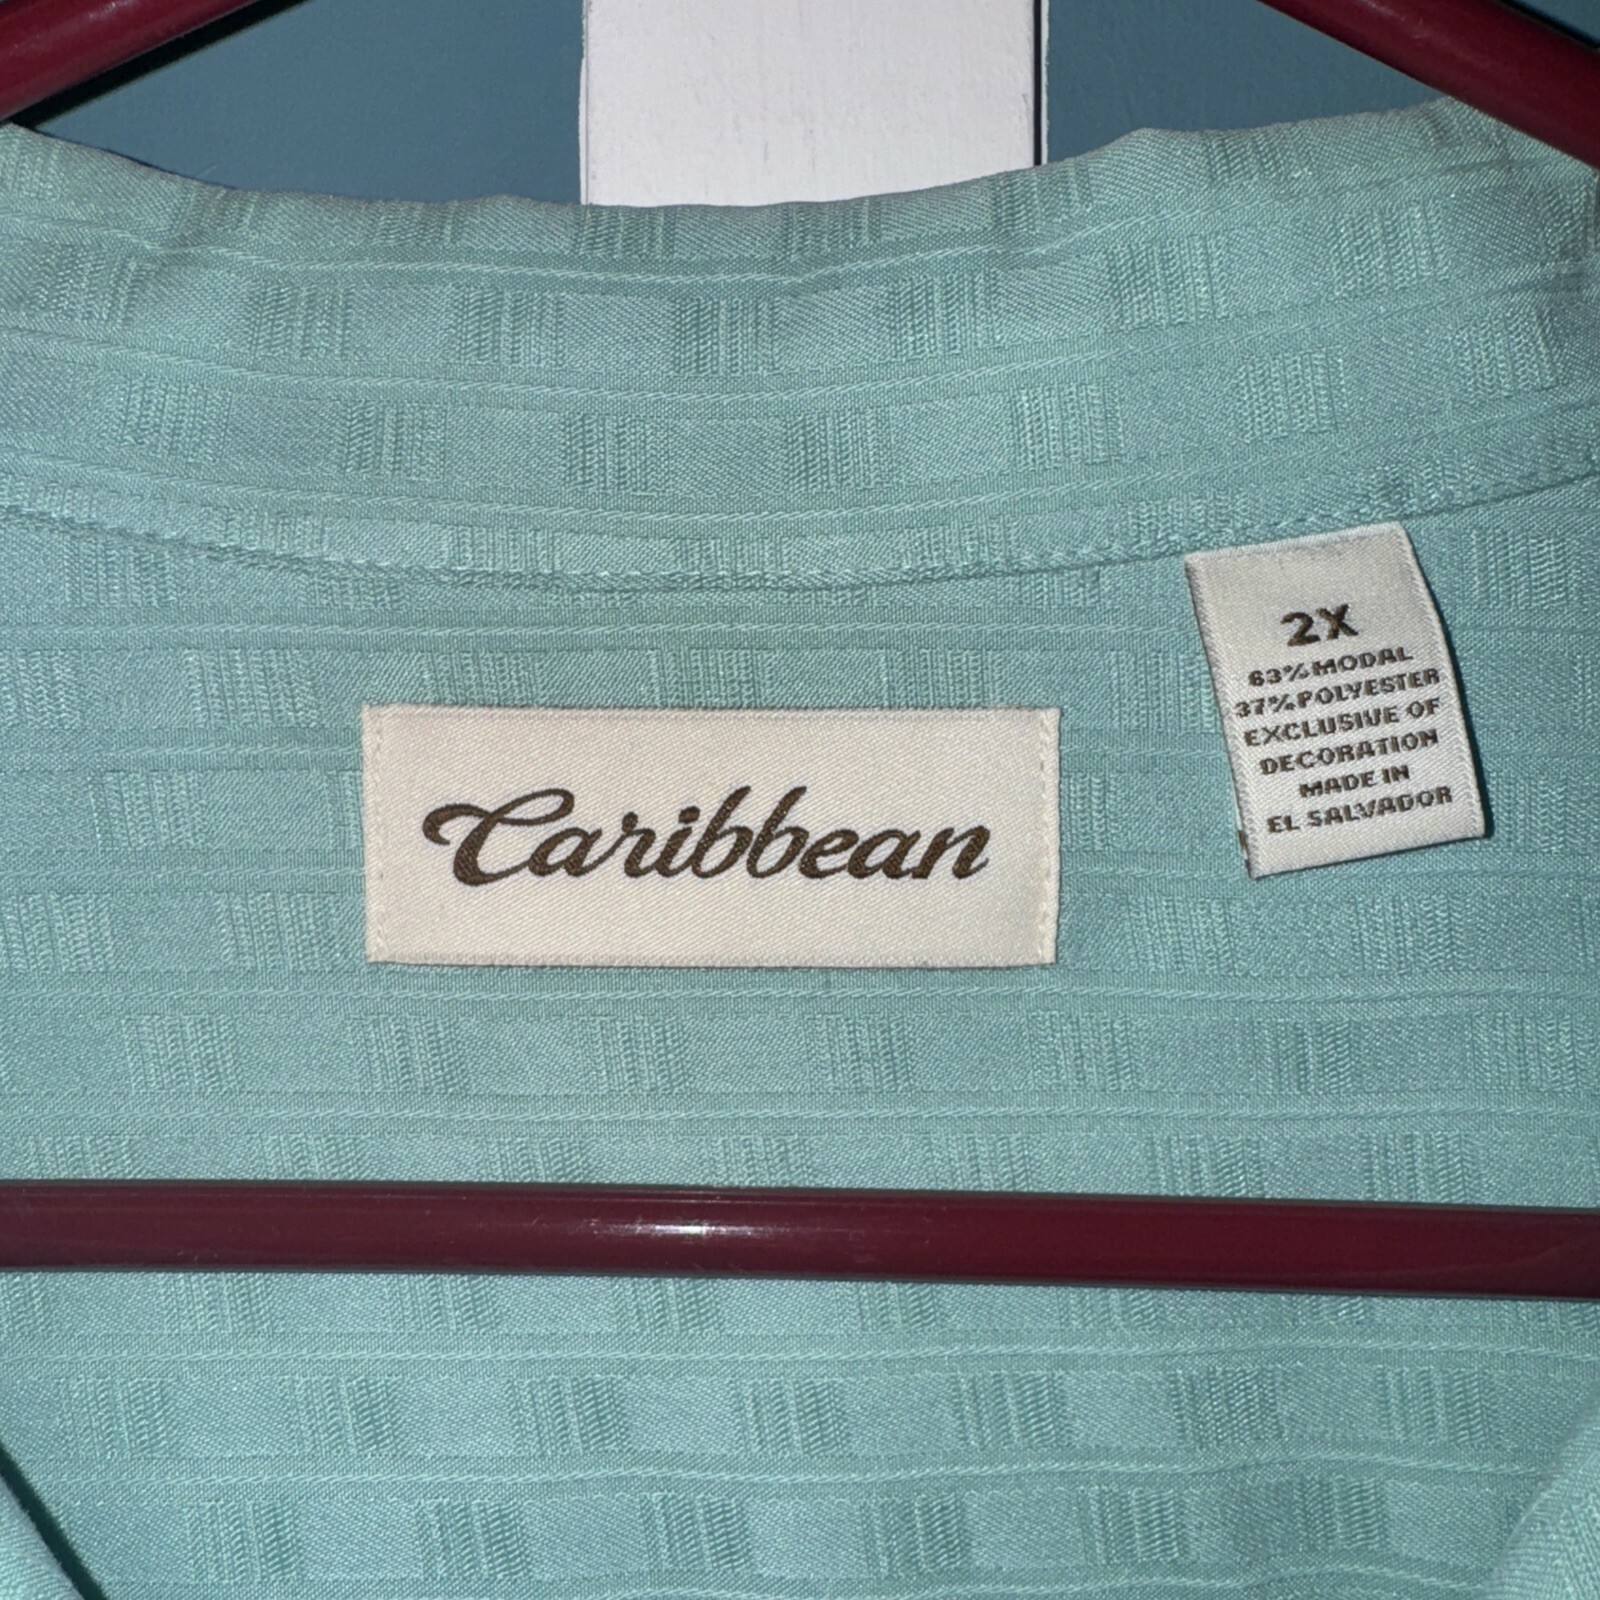 Caribbean
2X
63% MODAL
37% POLYESTER
EXCLUSIVE OF
DECORATION
MADE IN
EL SALVADOR